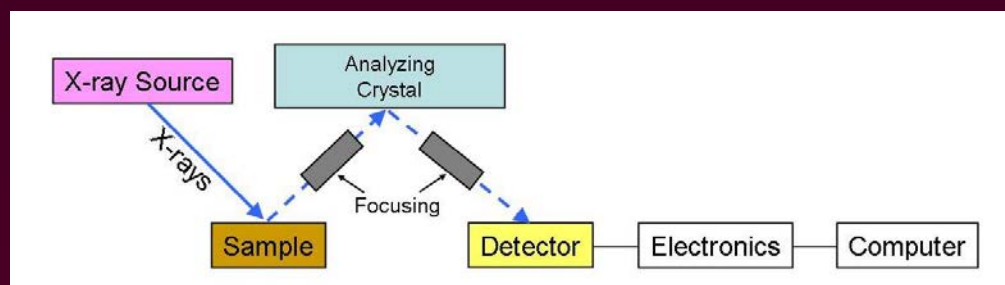 X-ray Source
Analyzing
Crystal
X-rays
Focusing
Sample
Detector
Electronics
Computer